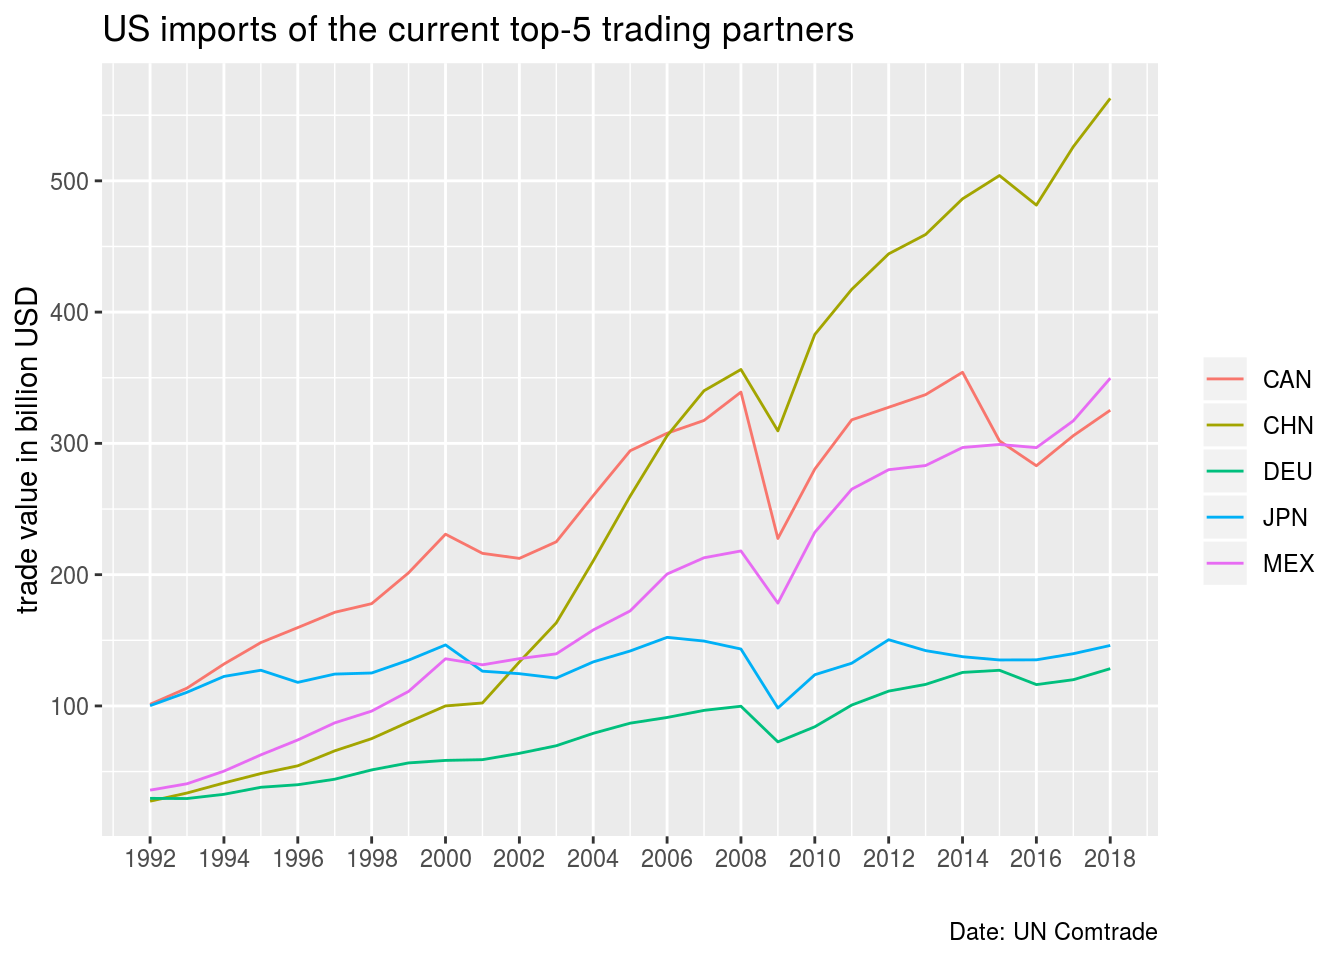 US imports of the current top-5 trading partners
trade value in billion USD
500
400
300
200
100
1992 1994 1996 1998 2000 2002 2004 2006 2008 2010 2012 2014 2016 2018
CAN
CHN
DEU
JPN
MEX
Date: UN Comtrade